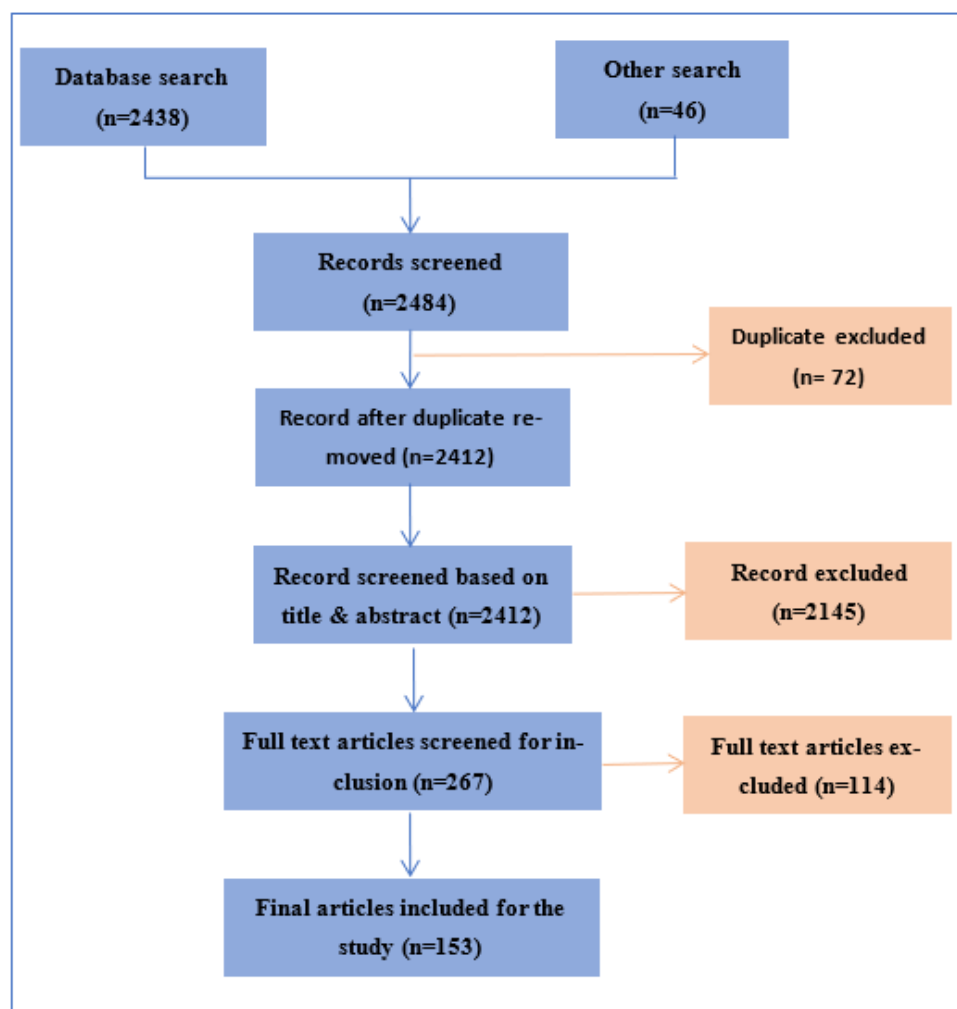 Database search
(n=2438)
Other search
(n=46)
Records screened
(n=2484)
Duplicate excluded
(n= 72)
Record after duplicate re-
moved (n=2412)
Record screened based on
title & abstract (n=2412)
Record excluded
(n=2145)
Full text articles screened for in-
clusion (n=267)
Full text articles ex-
cluded (n=114)
Final articles included for the
study (n=153)